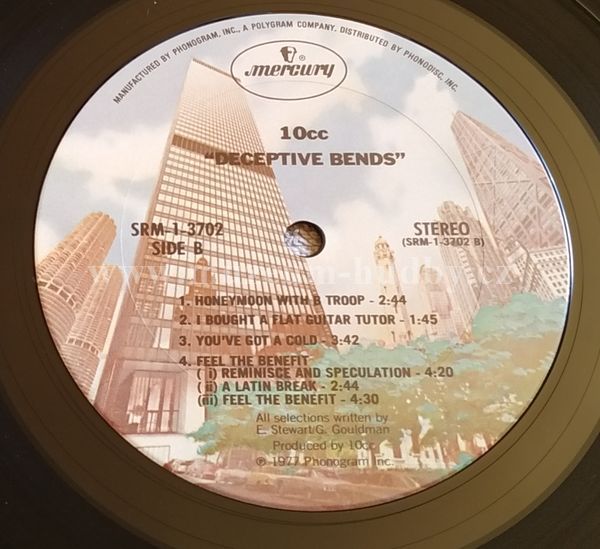 MANUFACTURED BY PHONOGRAM, INC., A POLYGRAM COMPANY. DISTRIBUTED BY PHONODISC, INC.
mercury ®
10cc
"DECEPTIVE BENDS"
SRM-1-3702
SIDE B
STEREO
(SRM-1-3702 B)
1. HONEYMOON WITH B TROOP - 2:44
2. I BOUGHT A FLAT GUITAR TUTOR - 1:45
3. YOU'VE GOT A COLD - 3:42
4. FEEL THE BENEFIT
( i) REMINISCE AND SPECULATION - 4:20
(ii) A LATIN BREAK - 2:44
(iii) FEEL THE BENEFIT - 4:30
All selections written by
E. Stewart/G. Gouldman
Produced by 10cc
℗ 1977 Phonogram Inc.